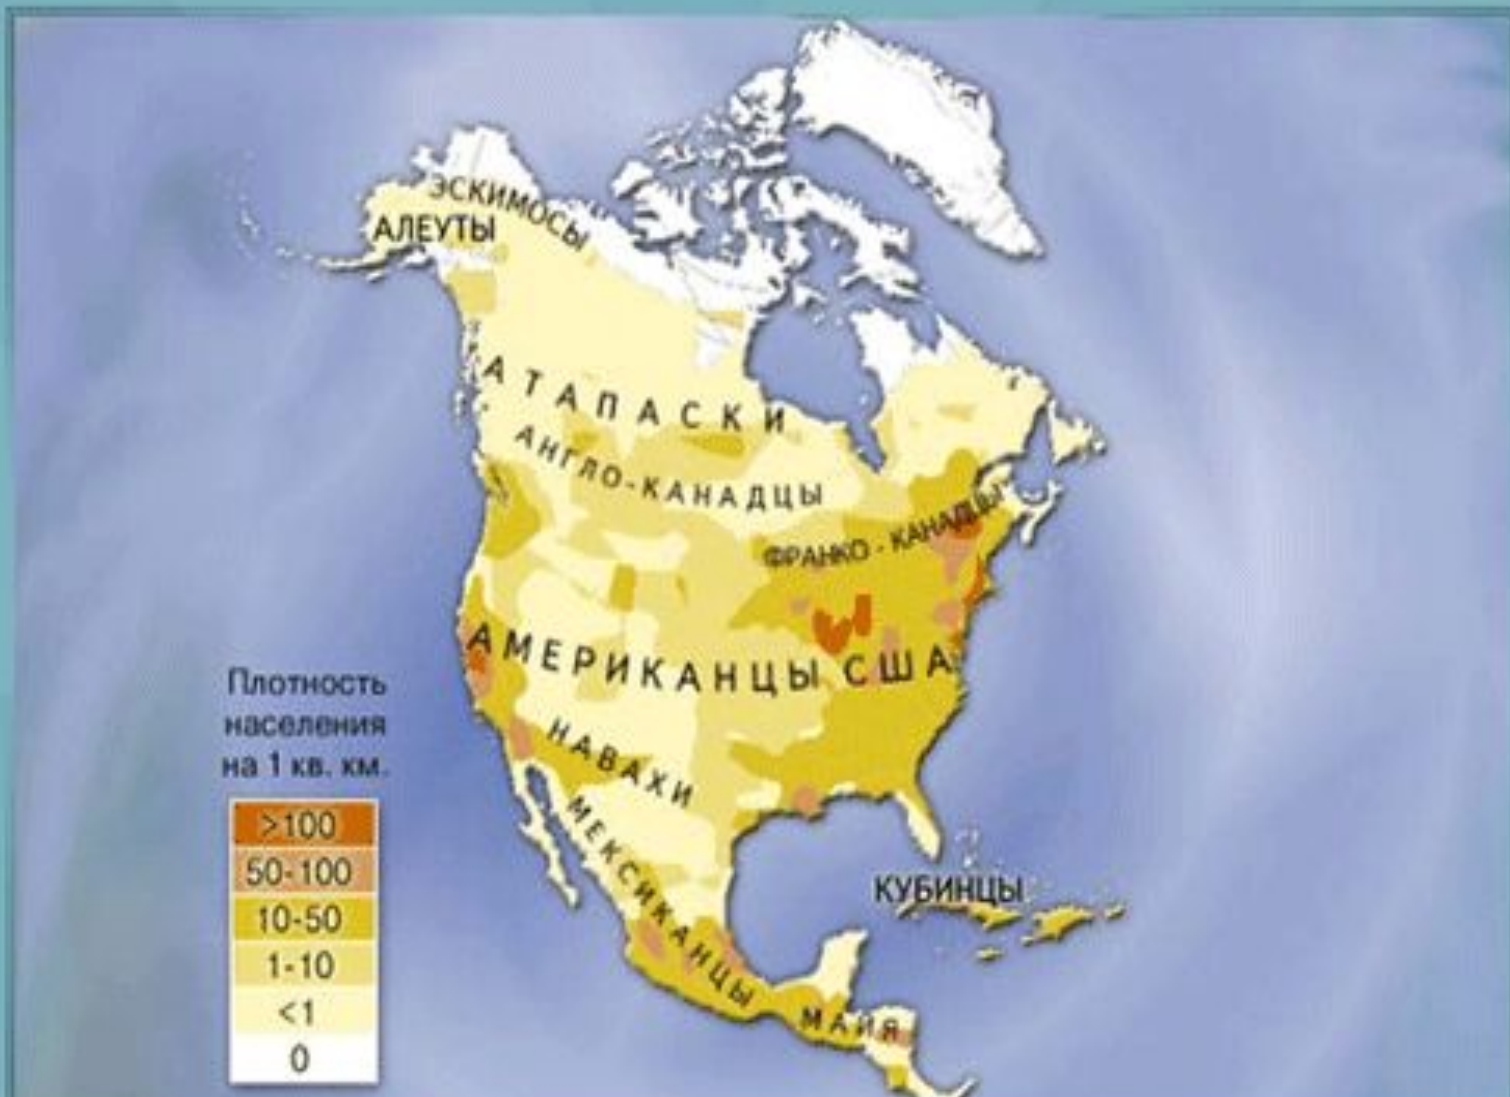 ЭСКИМОСЫ
АЛЕУТЫ
АТАПАСКИ
АНГЛО-КАНАДЦЫ
ФРАНКО - КАНАДЦЫ
АМЕРИКАНЦЫ США
НАВАХИ
МЕКСИКАНЦЫ
КУБИНЦЫ
МАЙЯ
Плотность
населения
на 1 кв. км.
>100
50-100
10-50
1-10
<1
0